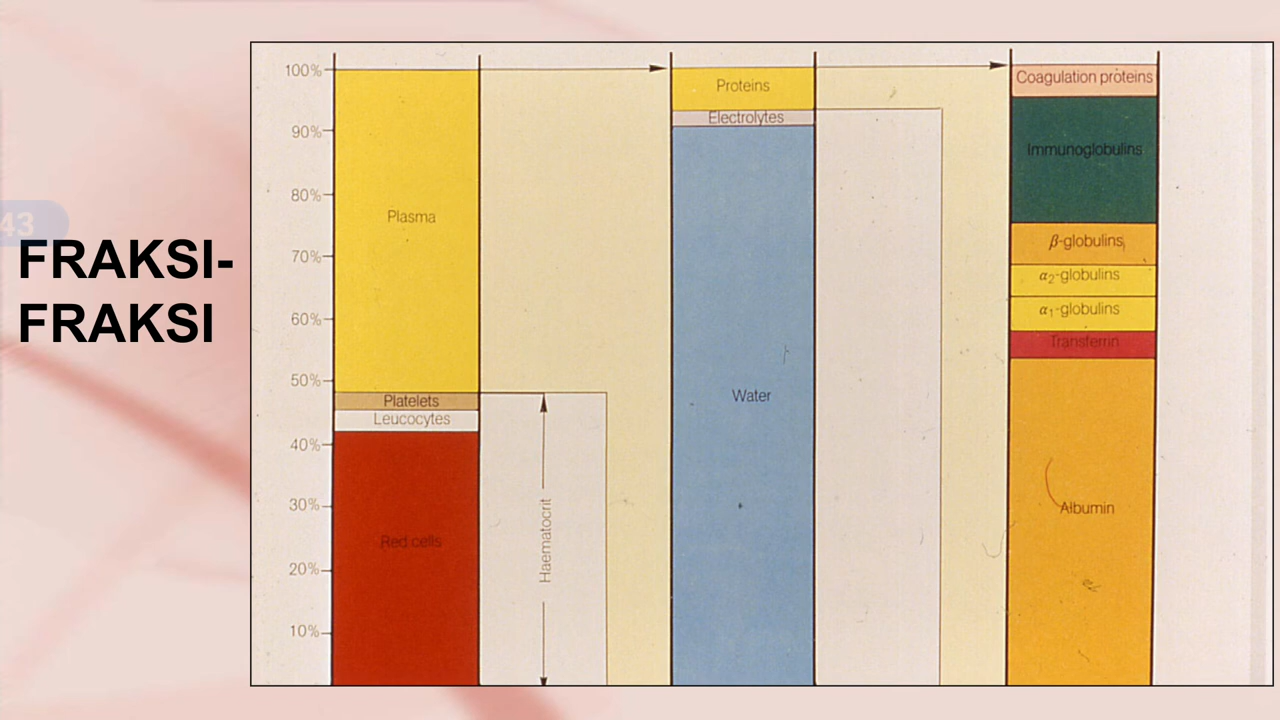 43
FRAKSI-
FRAKSI
100%
90%
80%
70%
60%
50%
40%
30%
20%
10%
Plasma
Platelets
Leucocytes
Red cells
Haematocrit
Proteins
Electrolytes
Water
Coagulation proteins
Immunoglobulins
β-globulins
α₂-globulins
α₁-globulins
Transferrin
Albumin